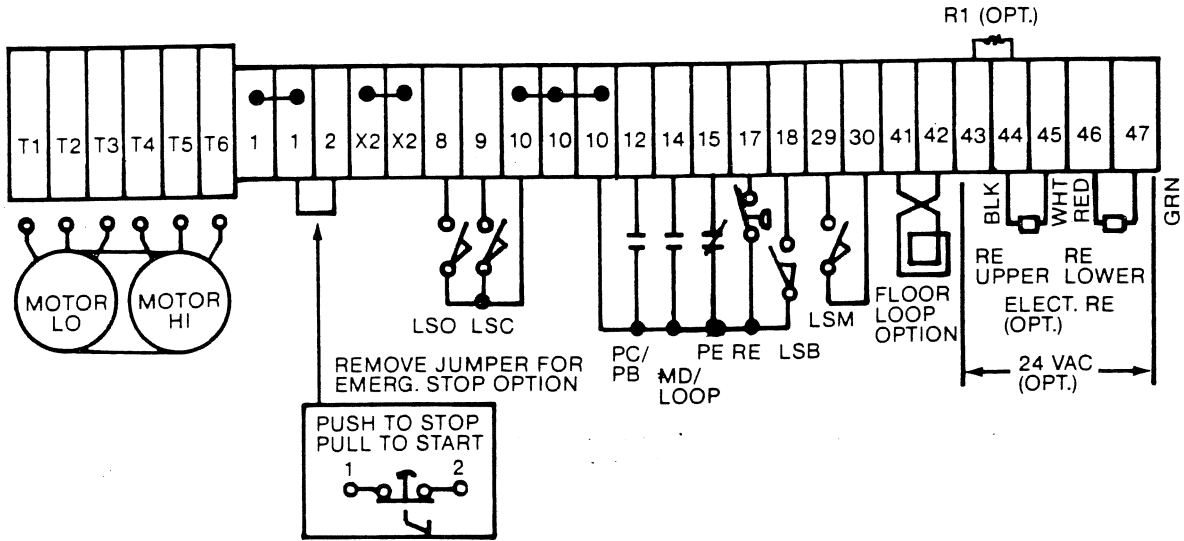 R1 (OPT.)
T1 T2 T3 T4 T5 T6 1 1 2 X2 X2 8 9 10 10 10 12 14 15 17 18 29 30 41 42 43 44 45 46 47
BLK
WHT
RED
GRN
MOTOR
LO
MOTOR
HI
LSO LSC
PC/
PB
MD/
LOOP
PE RE LSB
LSM
FLOOR
LOOP
OPTION
RE
UPPER
RE
LOWER
ELECT. RE
(OPT.)
24 VAC
(OPT.)
REMOVE JUMPER FOR
EMERG. STOP OPTION
PUSH TO STOP
PULL TO START
1 2